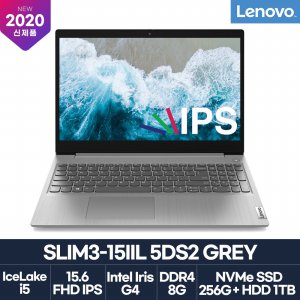 NEW
2020
신제품
Lenovo
IPS
SLIM3-15IIL 5DS2 GREY
IceLake
i5
15.6
FHD IPS
Intel Iris
G4
DDR4
8G
NVMe SSD
256G+HDD 1TB